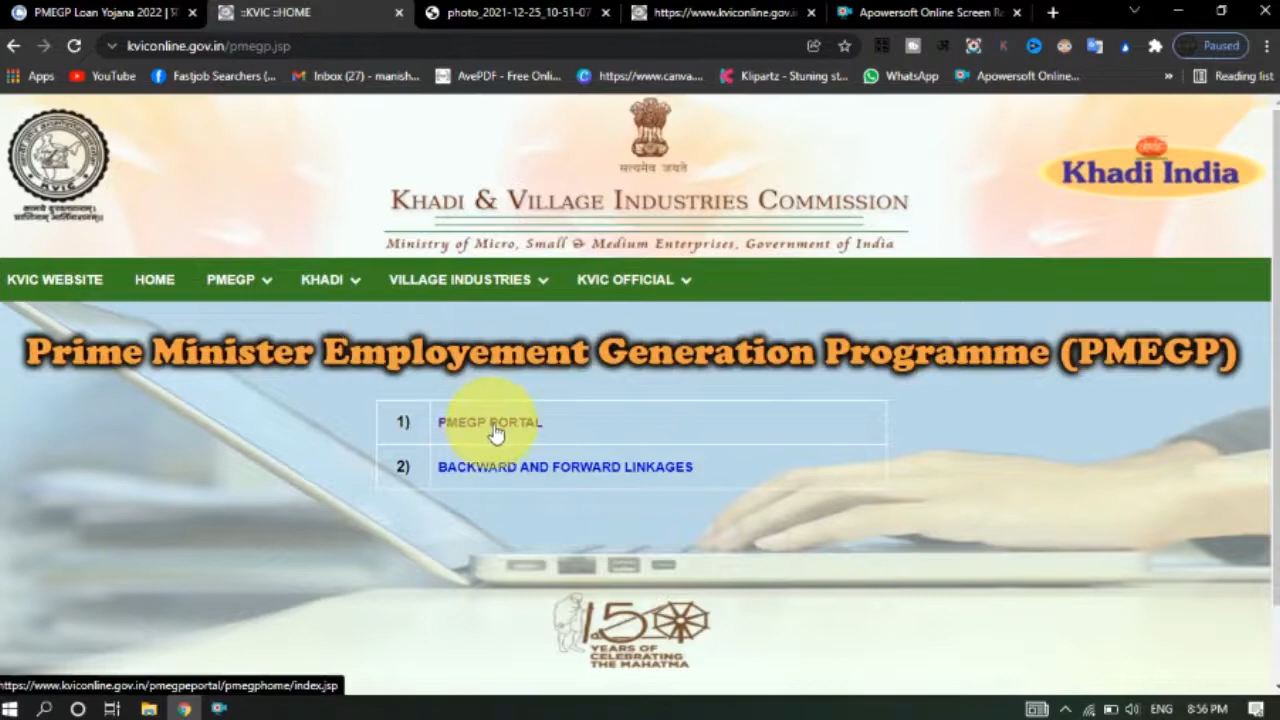 PMEGP Loan Yojana 2022 |
::KVIC ::HOME
photo_2021-12-25_10-51-07
https://www.kviconline.gov.in
Apowersoft Online Screen Re
kviconline.gov.in/pmegp.jsp
Paused
Apps
YouTube
Fastjob Searchers (...
Inbox (27) - manish...
AvePDF - Free Onli...
https://www.canva....
Klipartz - Stuning st...
WhatsApp
Apowersoft Online...
»
Reading list
KVIC
सत्यमेव जयते
Khadi India
KHADI & VILLAGE INDUSTRIES COMMISSION
Ministry of Micro, Small & Medium Enterprises, Government of India
KVIC WEBSITE HOME PMEGP KHADI VILLAGE INDUSTRIES KVIC OFFICIAL
Prime Minister Employement Generation Programme (PMEGP)
1) PMEGP PORTAL
2) BACKWARD AND FORWARD LINKAGES
150
YEARS OF
CELEBRATING
THE MAHATMA
https://www.kviconline.gov.in/pmegpeportal/pmegphome/index.jsp
ENG 8:56 PM